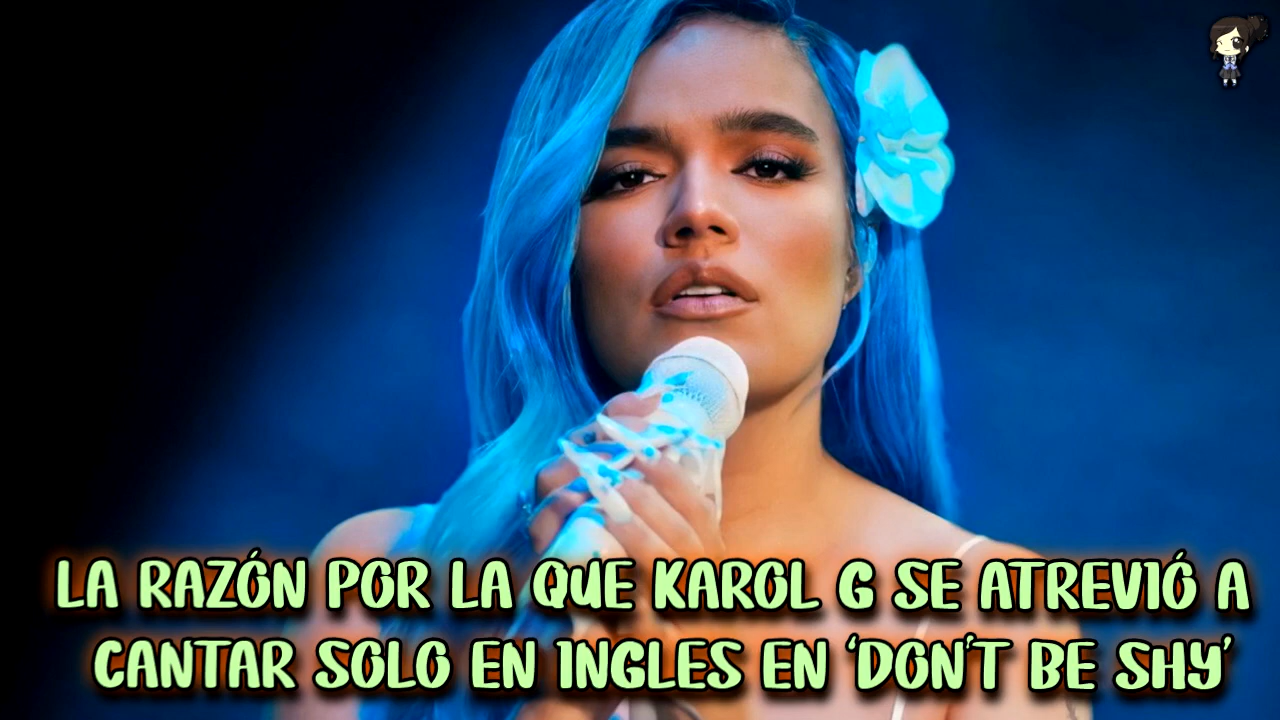 LA RAZÓN POR LA QUE KAROL G SE ATREVIÓ A
CANTAR SOLO EN INGLES EN ‘DON'T BE SHY’